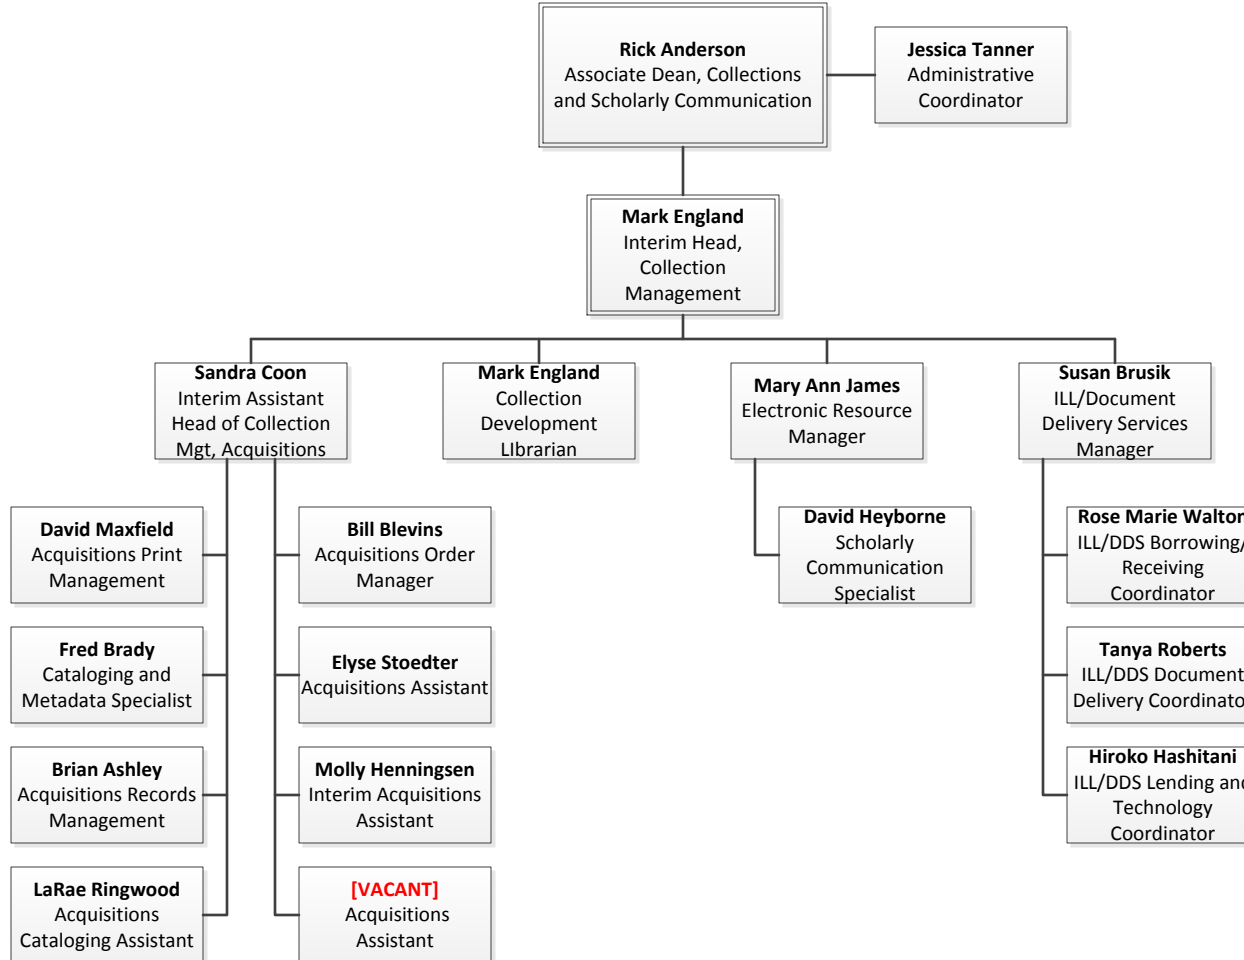 Rick Anderson
Associate Dean, Collections
and Scholarly Communication
Jessica Tanner
Administrative
Coordinator
Mark England
Interim Head,
Collection
Management
Sandra Coon
Interim Assistant
Head of Collection
Mgt, Acquisitions
Mark England
Collection
Development
LIbrarian
Mary Ann James
Electronic Resource
Manager
Susan Brusik
ILL/Document
Delivery Services
Manager
David Maxfield
Acquisitions Print
Management
Bill Blevins
Acquisitions Order
Manager
David Heyborne
Scholarly
Communication
Specialist
Rose Marie Walton
ILL/DDS Borrowing/
Receiving
Coordinator
Fred Brady
Cataloging and
Metadata Specialist
Elyse Stoedter
Acquisitions Assistant
Tanya Roberts
ILL/DDS Document
Delivery Coordinato
Brian Ashley
Acquisitions Records
Management
Molly Henningsen
Interim Acquisitions
Assistant
Hiroko Hashitani
ILL/DDS Lending and
Technology
Coordinator
LaRae Ringwood
Acquisitions
Cataloging Assistant
[VACANT]
Acquisitions
Assistant